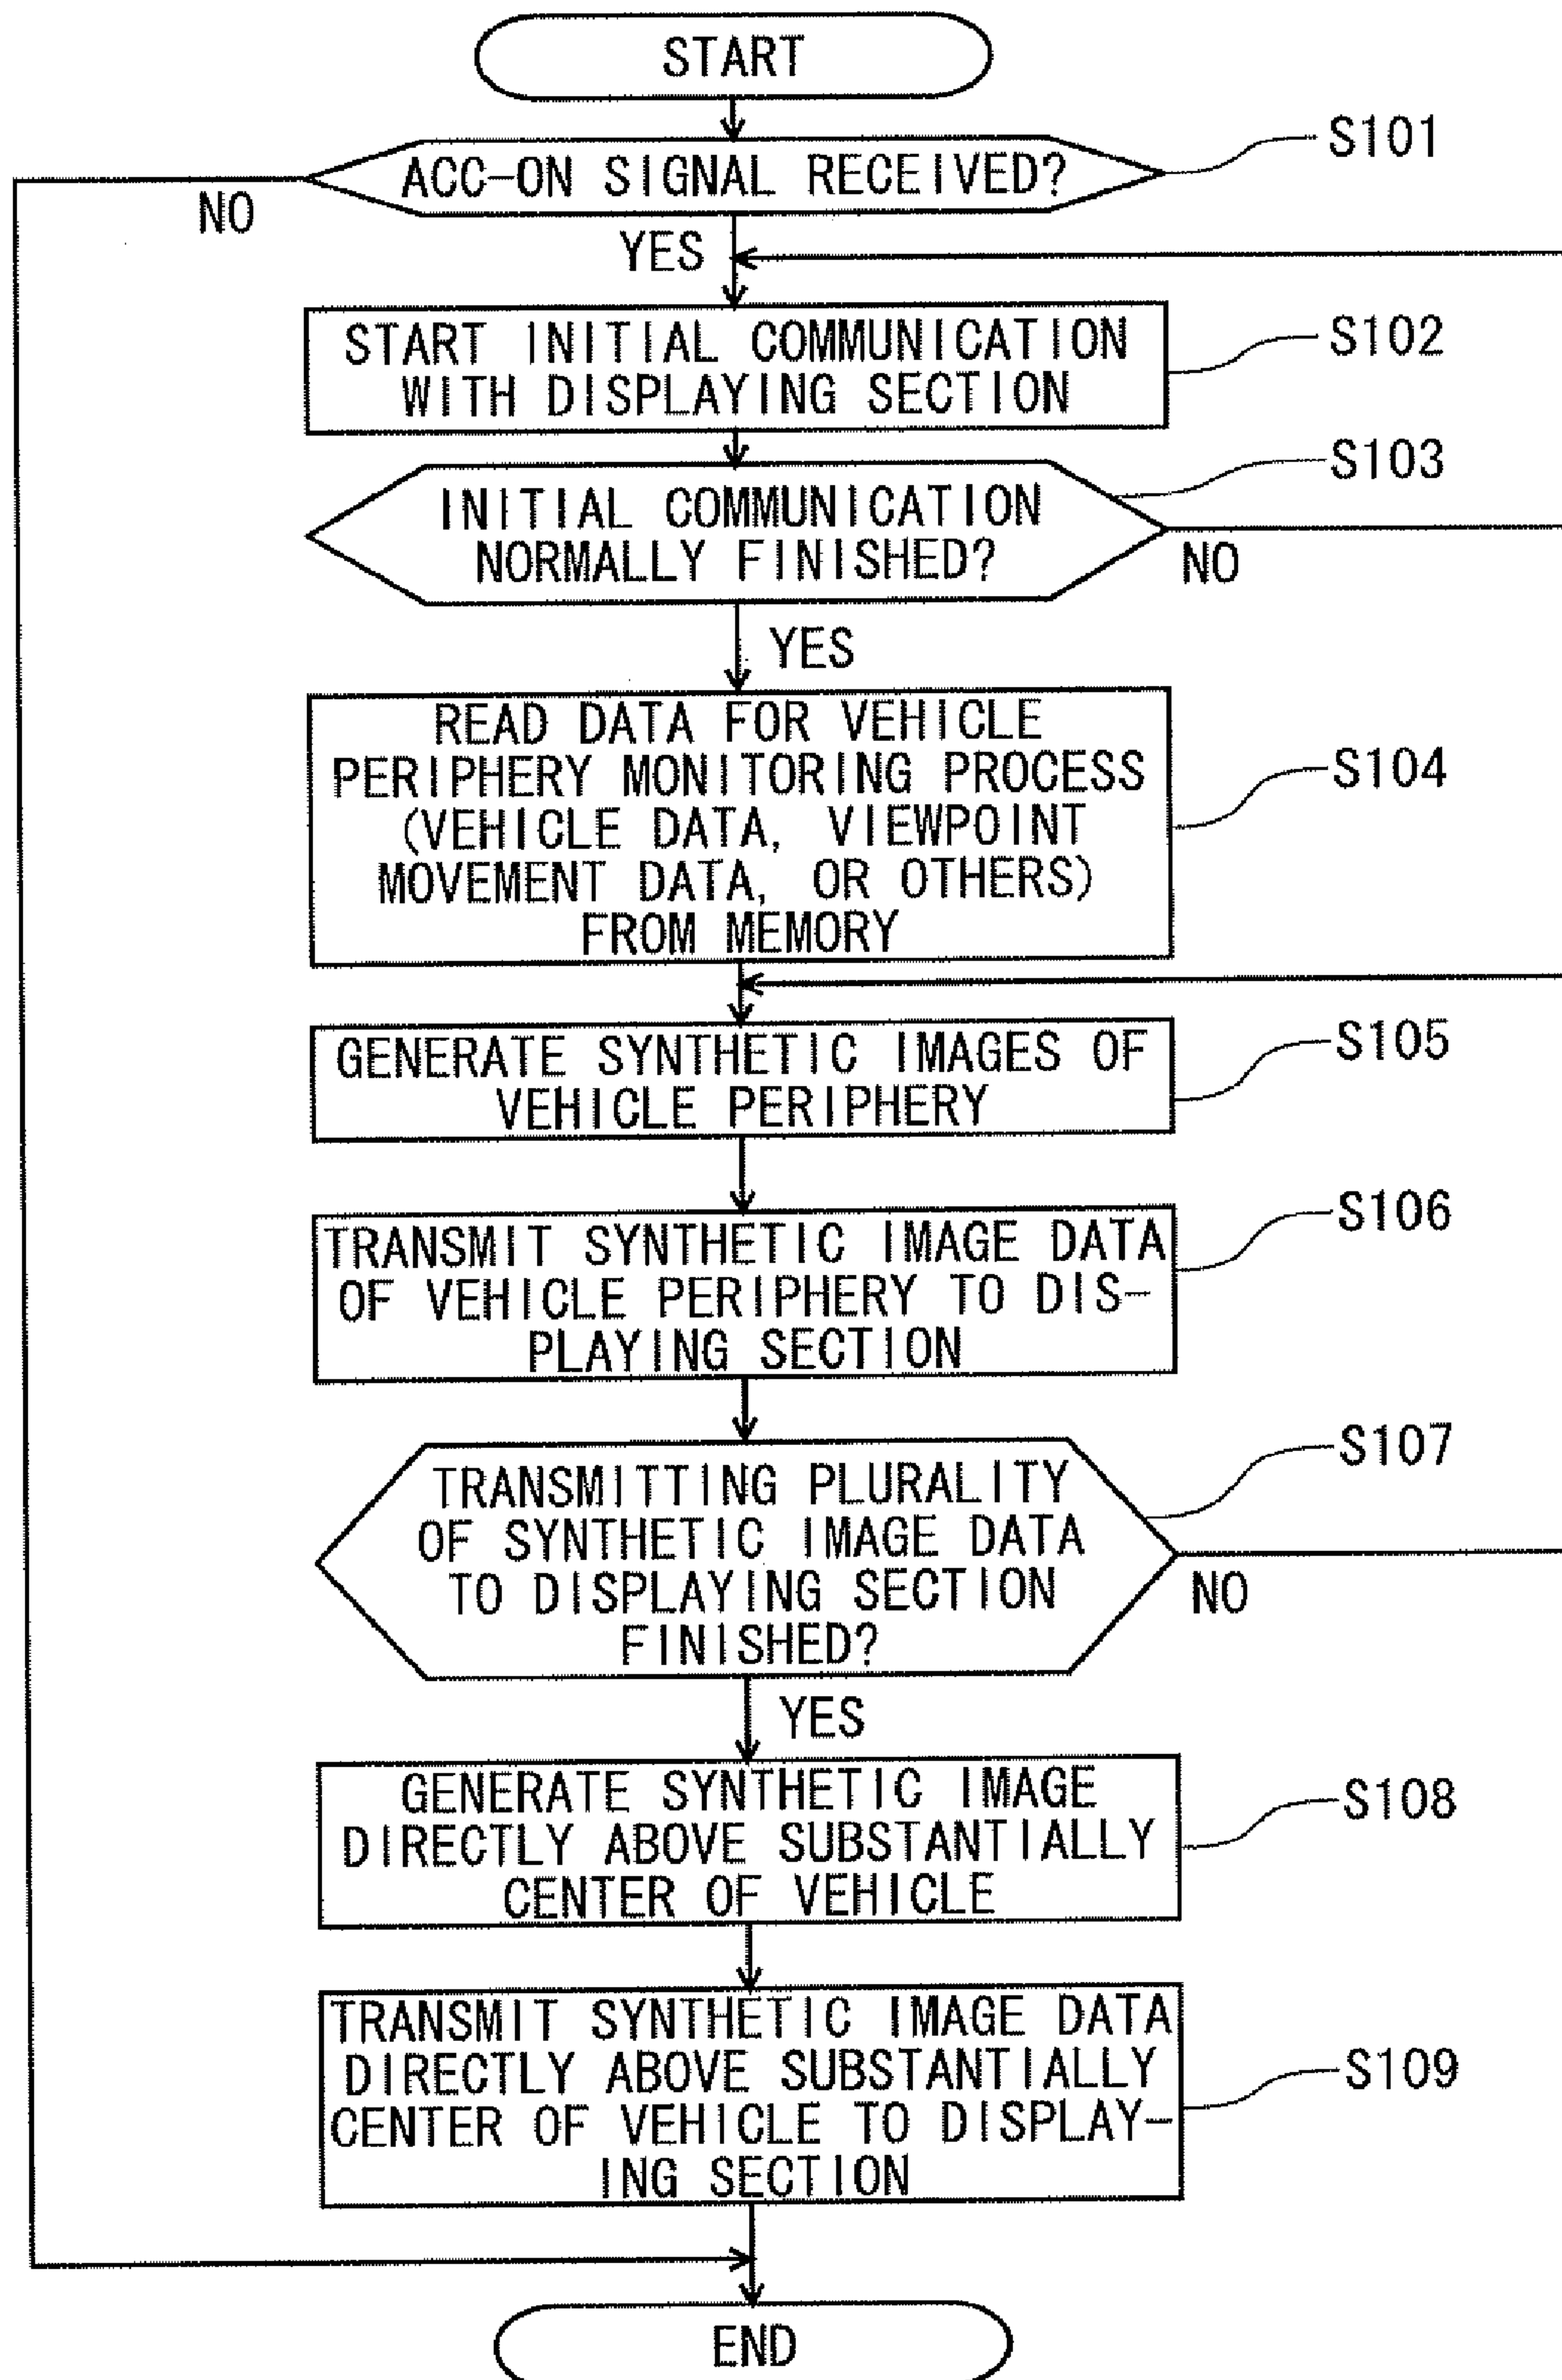 START
ACC-ON SIGNAL RECEIVED?
S101
NO
YES
START INITIAL COMMUNICATION
WITH DISPLAYING SECTION
S102
INITIAL COMMUNICATION
NORMALLY FINISHED?
S103
NO
YES
READ DATA FOR VEHICLE
PERIPHERY MONITORING PROCESS
(VEHICLE DATA, VIEWPOINT
MOVEMENT DATA, OR OTHERS)
FROM MEMORY
S104
GENERATE SYNTHETIC IMAGES OF
VEHICLE PERIPHERY
S105
TRANSMIT SYNTHETIC IMAGE DATA
OF VEHICLE PERIPHERY TO DIS-
PLAYING SECTION
S106
TRANSMITTING PLURALITY
OF SYNTHETIC IMAGE DATA
TO DISPLAYING SECTION
FINISHED?
S107
NO
YES
GENERATE SYNTHETIC IMAGE
DIRECTLY ABOVE SUBSTANTIALLY
CENTER OF VEHICLE
S108
TRANSMIT SYNTHETIC IMAGE DATA
DIRECTLY ABOVE SUBSTANTIALLY
CENTER OF VEHICLE TO DISPLAY-
ING SECTION
S109
END